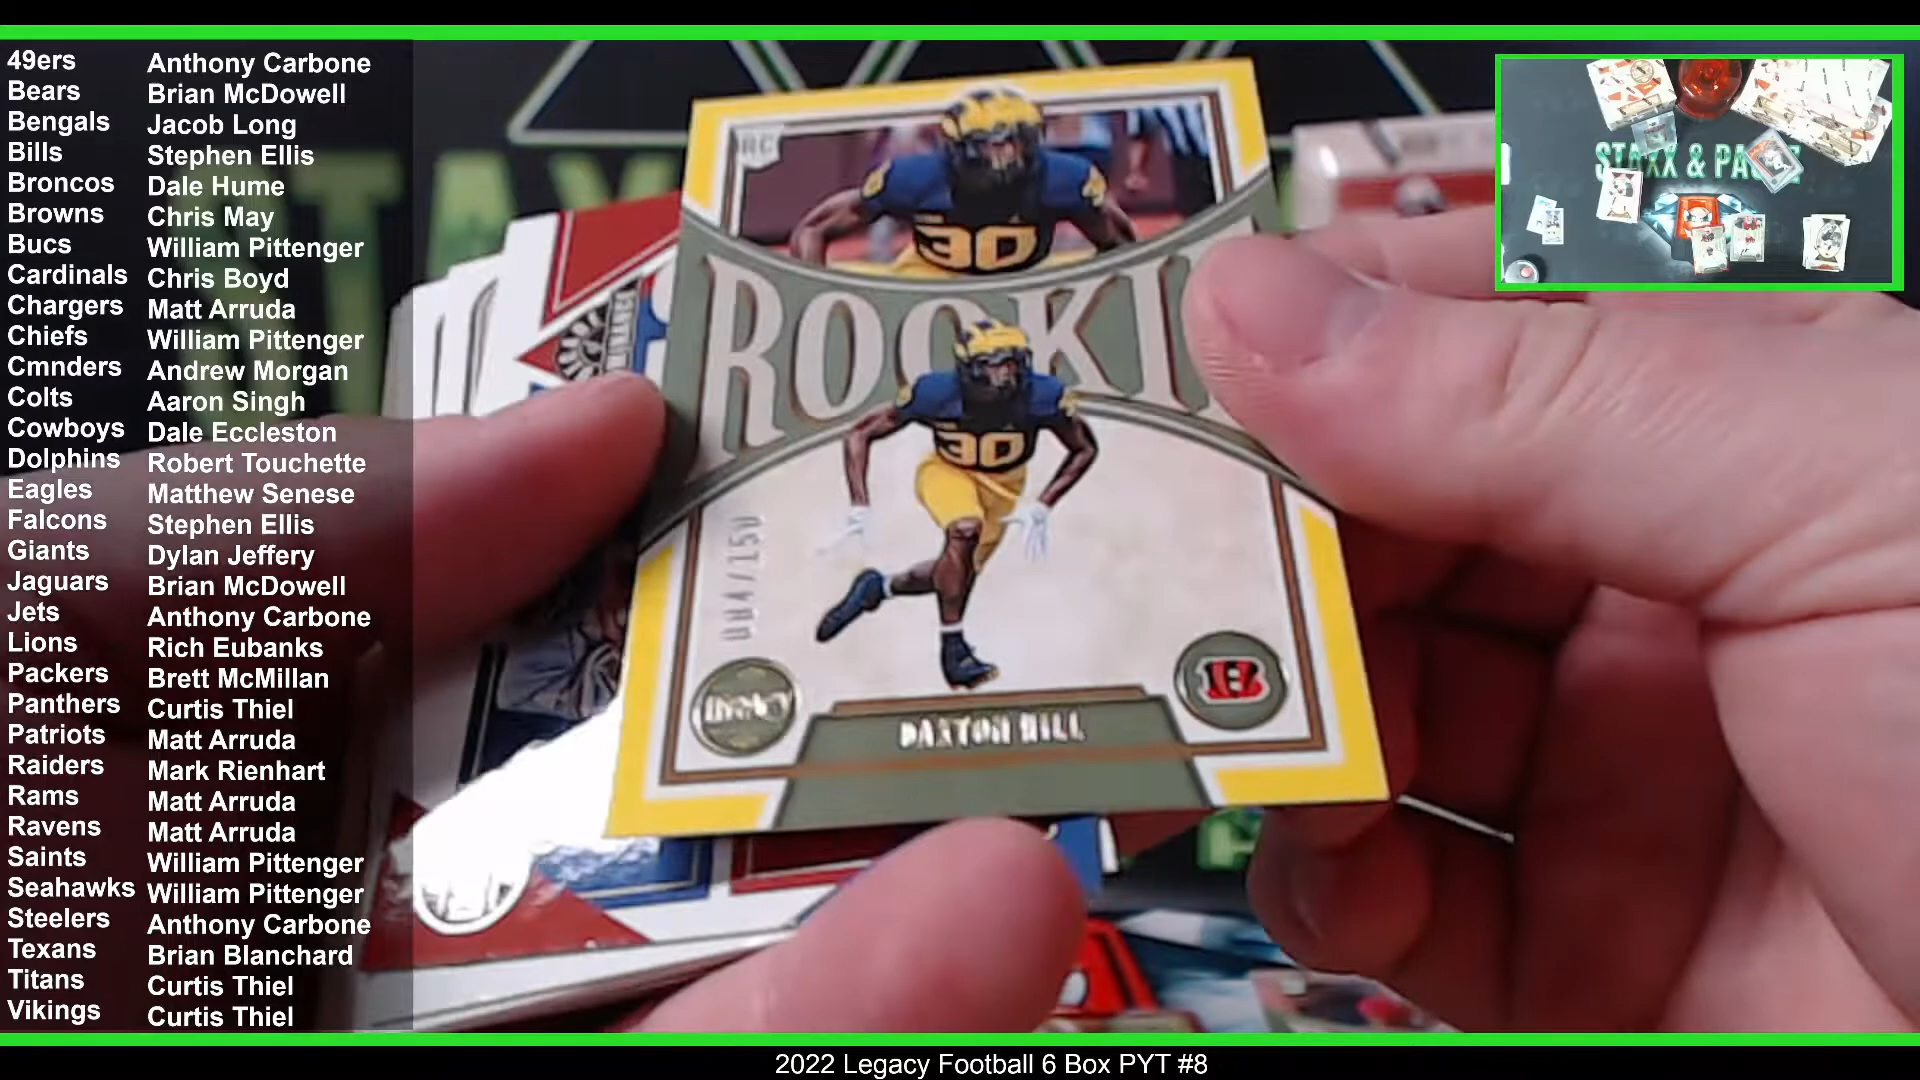 49ers Anthony Carbone
Bears Brian McDowell
Bengals Jacob Long
Bills Stephen Ellis
Broncos Dale Hume
Browns Chris May
Bucs William Pittenger
Cardinals Chris Boyd
Chargers Matt Arruda
Chiefs William Pittenger
Cmnders Andrew Morgan
Colts Aaron Singh
Cowboys Dale Eccleston
Dolphins Robert Touchette
Eagles Matthew Senese
Falcons Stephen Ellis
Giants Dylan Jeffery
Jaguars Brian McDowell
Jets Anthony Carbone
Lions Rich Eubanks
Packers Brett McMillan
Panthers Curtis Thiel
Patriots Matt Arruda
Raiders Mark Rienhart
Rams Matt Arruda
Ravens Matt Arruda
Saints William Pittenger
Seahawks William Pittenger
Steelers Anthony Carbone
Texans Brian Blanchard
Titans Curtis Thiel
Vikings Curtis Thiel
RC
30
ROOKI
30
Legacy
B
DAXTON HILL
STAXX & PA
2022 Legacy Football 6 Box PYT #8